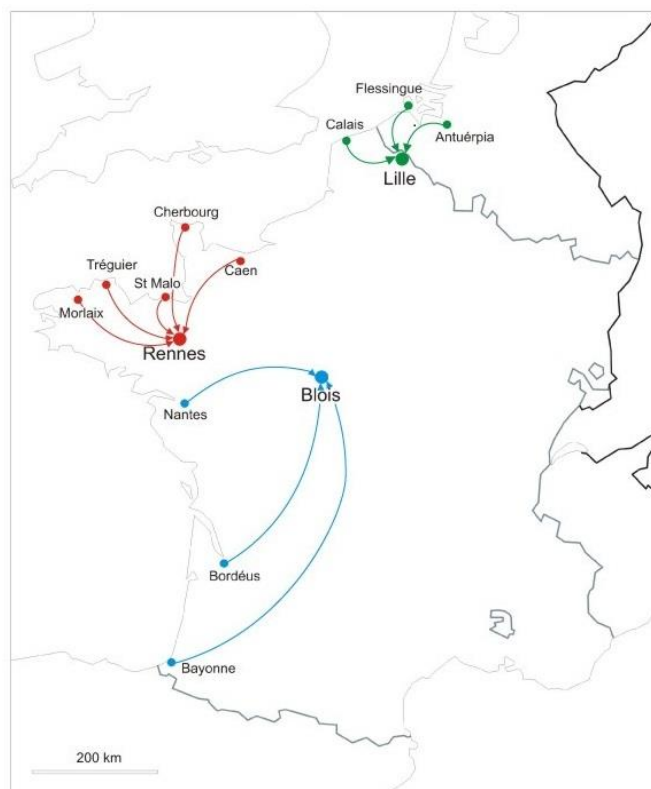 Flessingue
Calais
Antuérpia
Lille
Cherbourg
Tréguier
St Malo
Caen
Morlaix
Rennes
Nantes
Blois
Bordéus
Bayonne
200 km